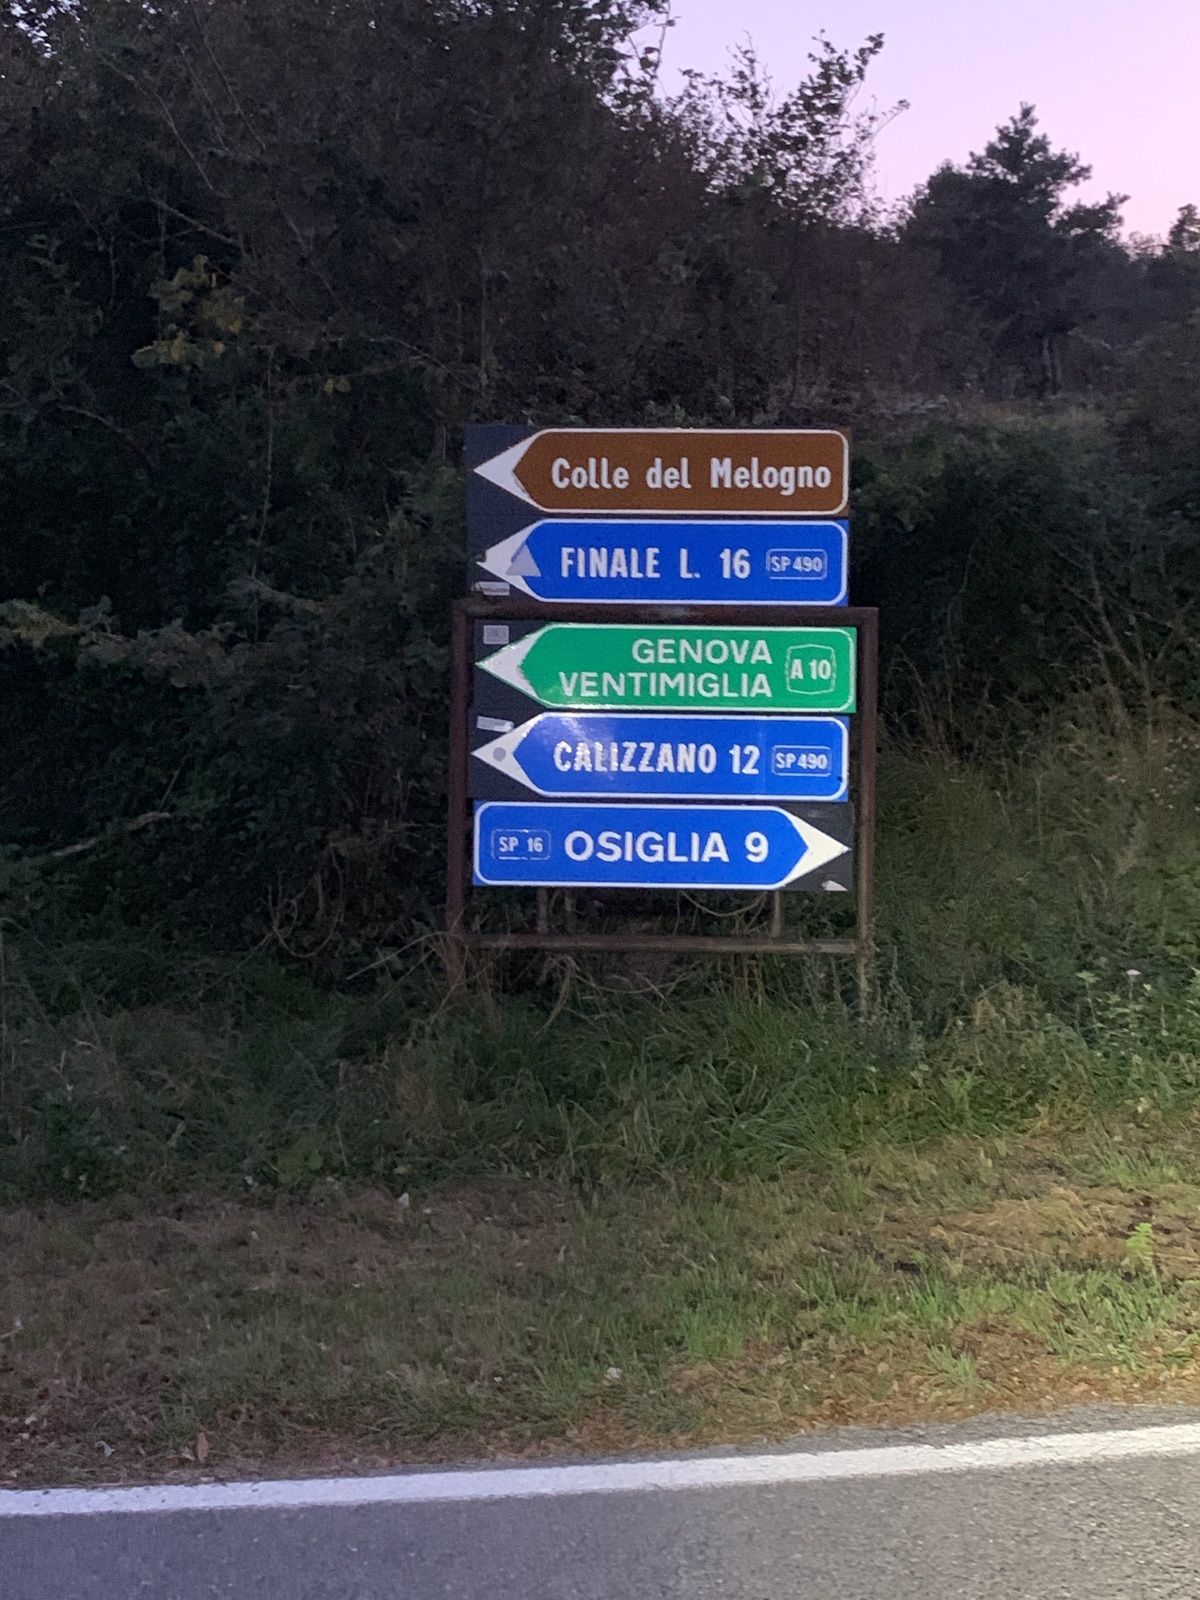 Colle del Melogno
FINALE L. 16 SP 490
GENOVA
VENTIMIGLIA A 10
CALIZZANO 12 SP 490
SP 16 OSIGLIA 9